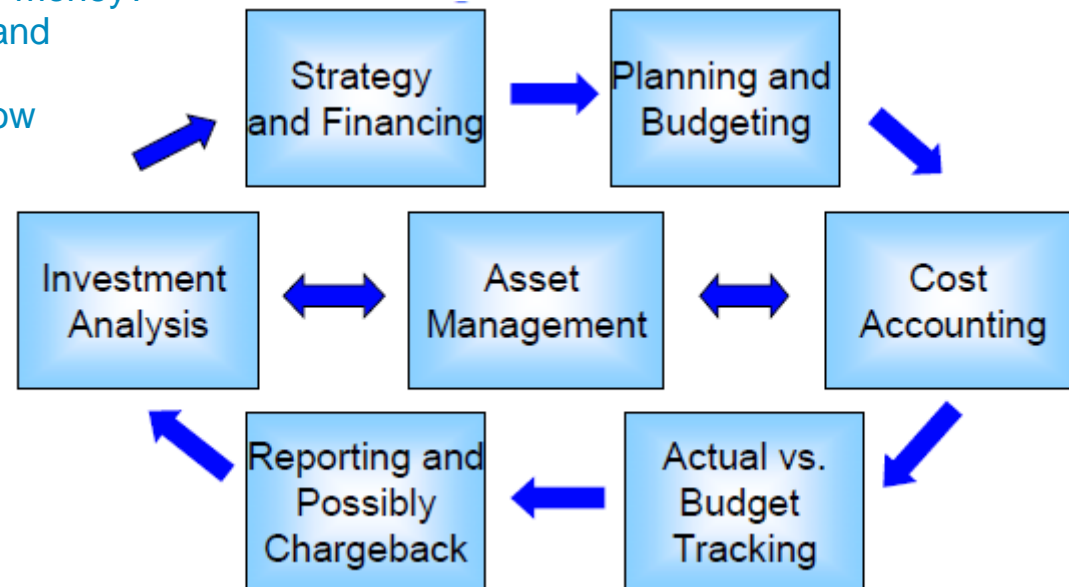 money?
and
ow
Strategy
and Financing
Planning and
Budgeting
Investment
Analysis
Asset
Management
Cost
Accounting
Reporting and
Possibly
Chargeback
Actual vs.
Budget
Tracking